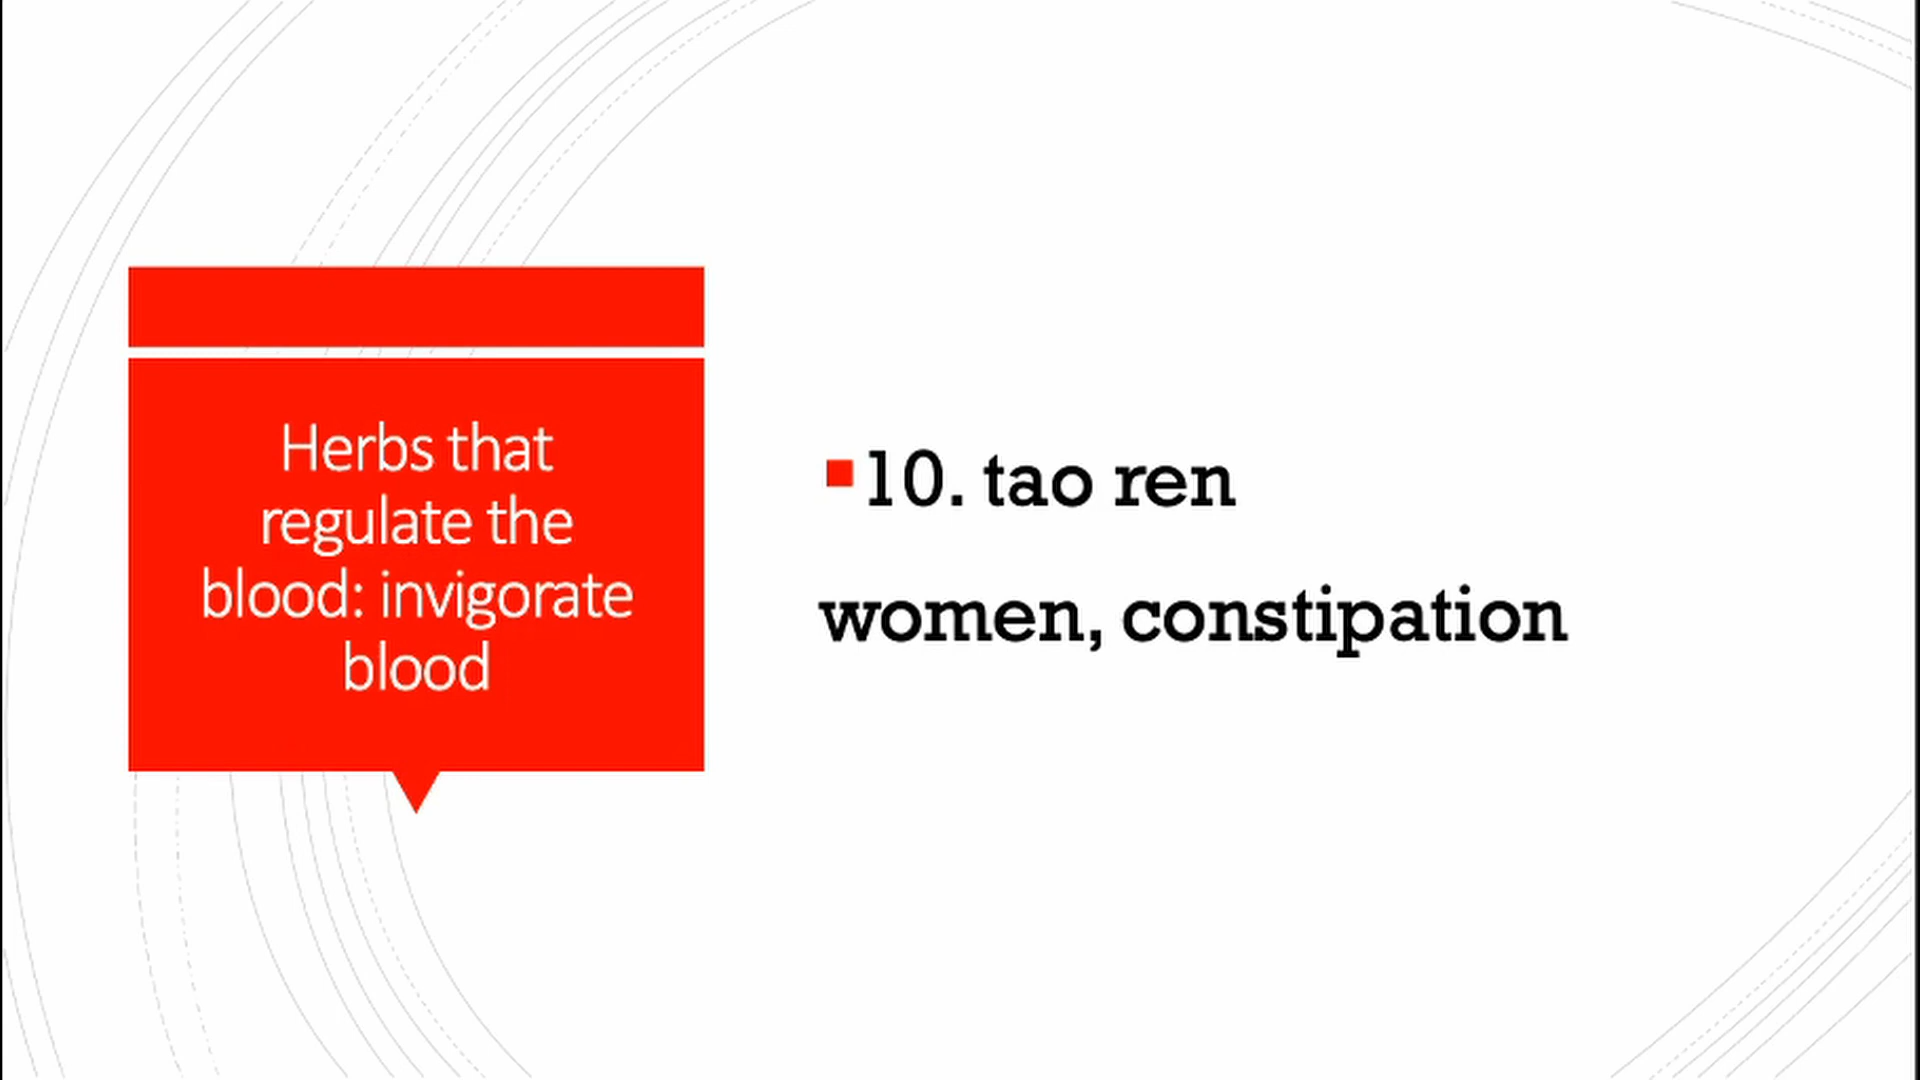 Herbs that
regulate the
blood: invigorate
blood
10. tao ren
women, constipation